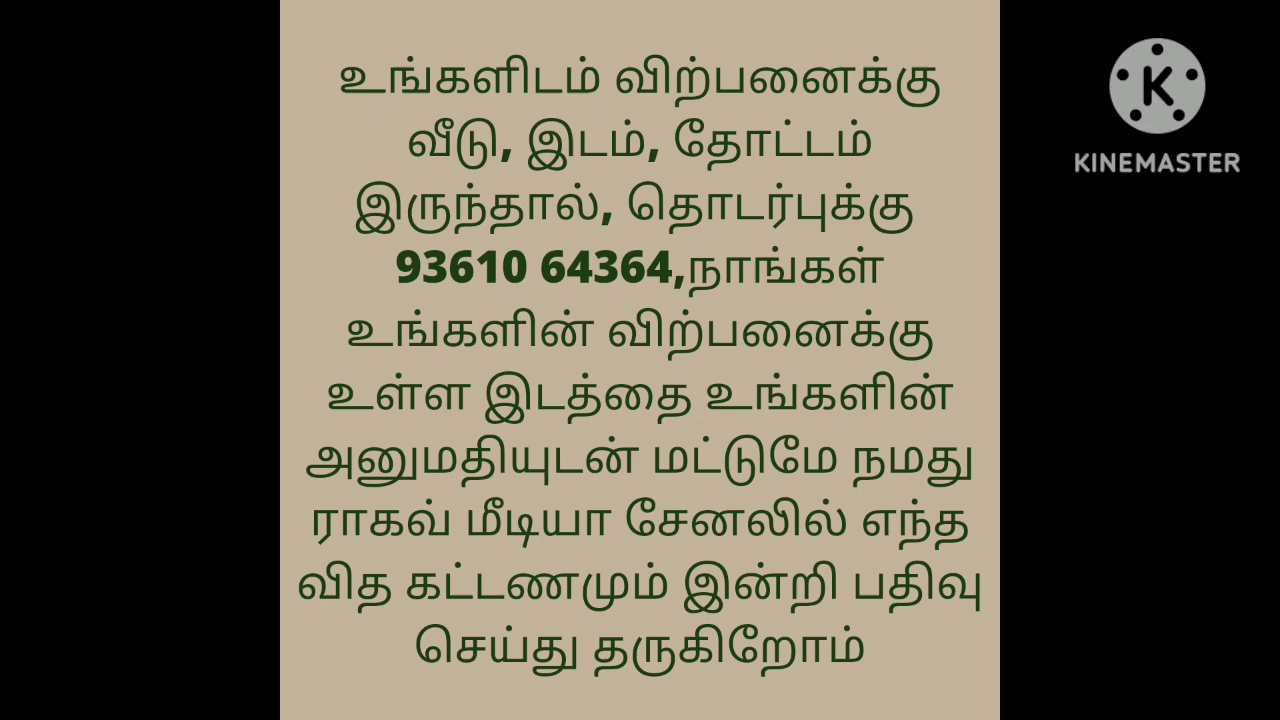 உங்களிடம் விற்பனைக்கு
வீடு, இடம், தோட்டம்
இருந்தால், தொடர்புக்கு
93610 64364,நாங்கள்
உங்களின் விற்பனைக்கு
உள்ள இடத்தை உங்களின்
அனுமதியுடன் மட்டுமே நமது
ராகவ் மீடியா சேனலில் எந்த
வித கட்டணமும் இன்றி பதிவு
செய்து தருகிறோம்
K
KINEMASTER